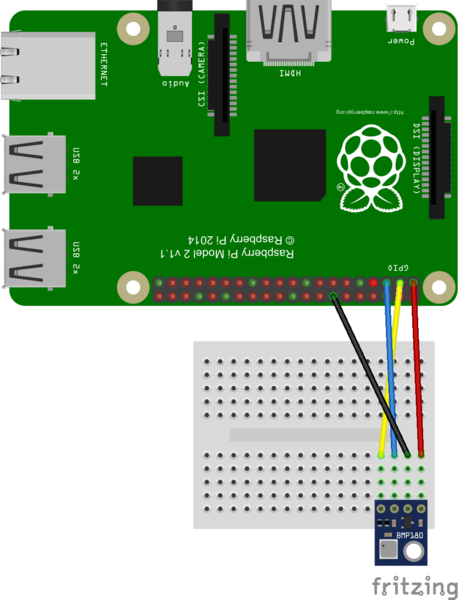 ETHERNET
Audio
CSI (CAMERA)
HDMI
Power
http://www.raspberrypi.org
DSI (DISPLAY)
USB 2x
USB 2x
© Raspberry Pi 2014
Raspberry Pi Model 2 v1.1
GPIO
BMP180
fritzing